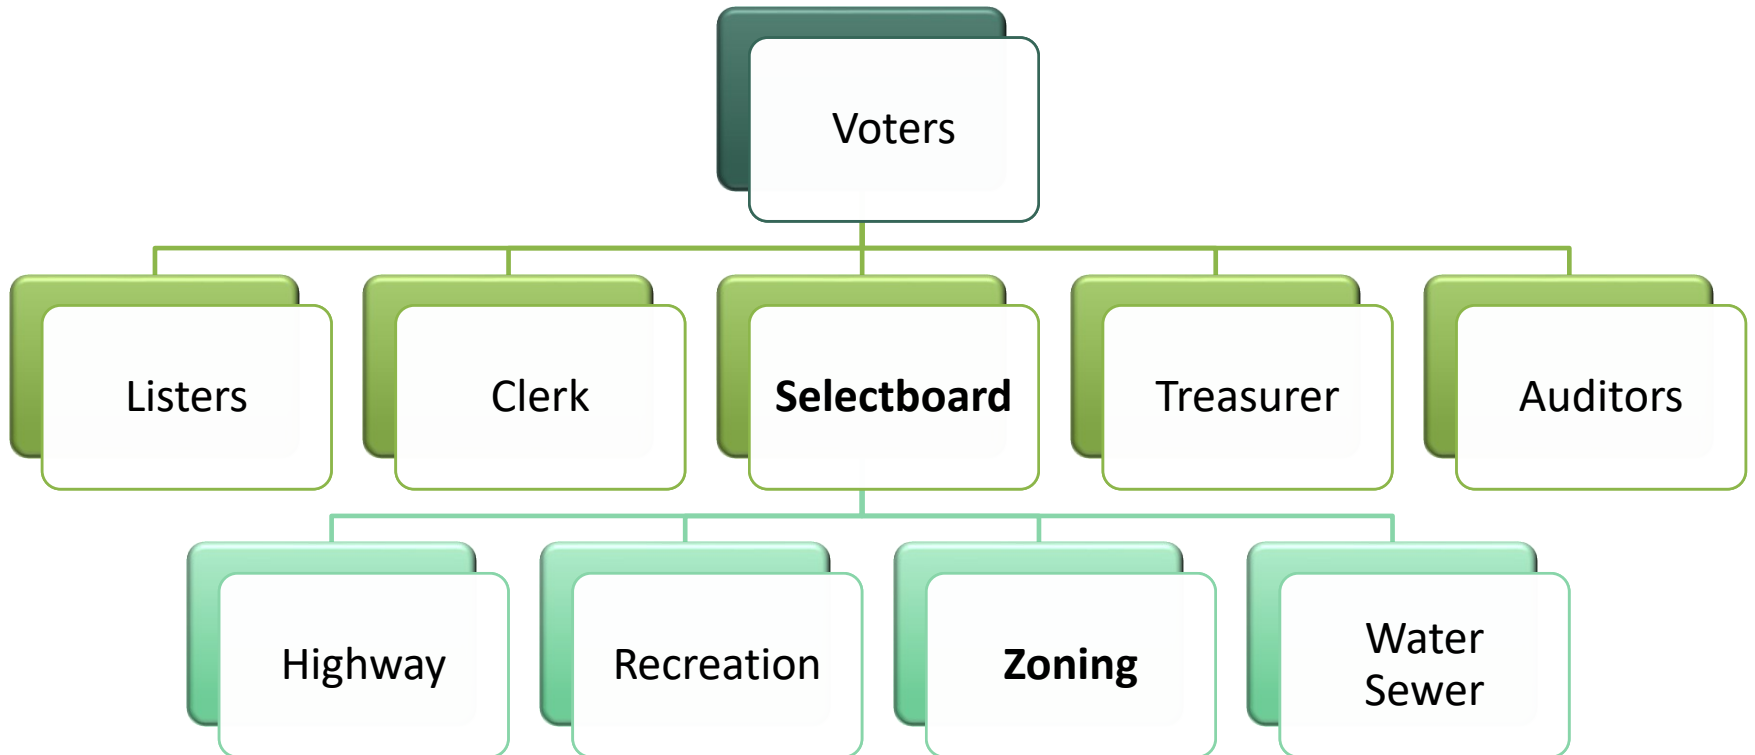 Voters
Listers
Clerk
Selectboard
Treasurer
Auditors
Highway
Recreation
Zoning
Water
Sewer